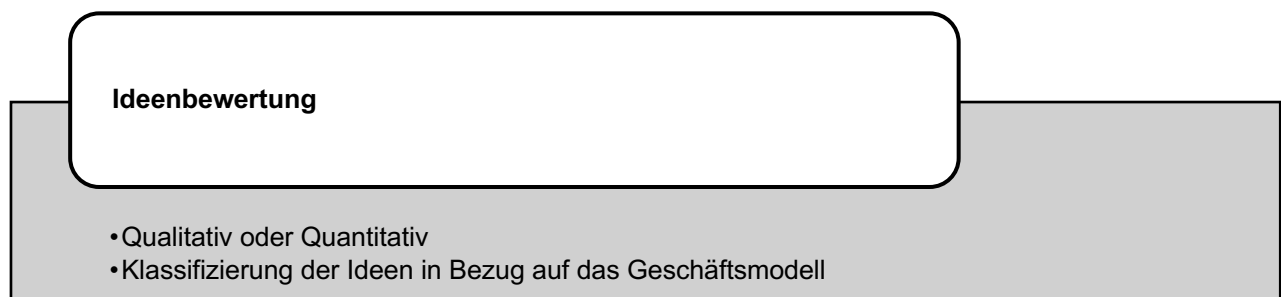 Ideenbewertung
•Qualitativ oder Quantitativ
•Klassifizierung der Ideen in Bezug auf das Geschäftsmodell